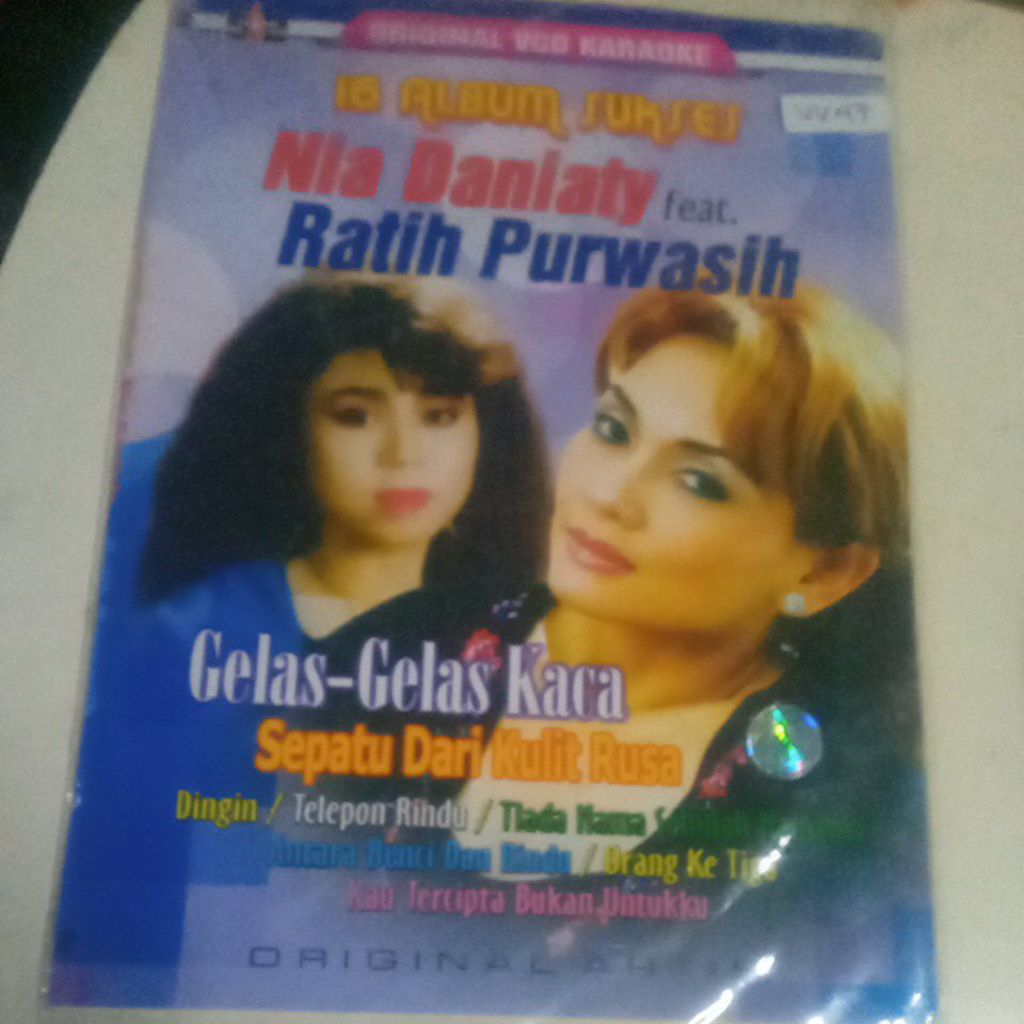 ORIGINAL VCD KARAOKE
16 ALBUM SUKSES
Nia Daniaty feat.
Ratih Purwasih
Gelas-Gelas Kaca
Sepatu Dari Kulit Rusa
Dingin / Telepon Rindu / Tiada Nama
Antara Benci Dan Rindu / Orang Ke Tiga
Kau Tercipta Bukan Untukku
ORIGINAL